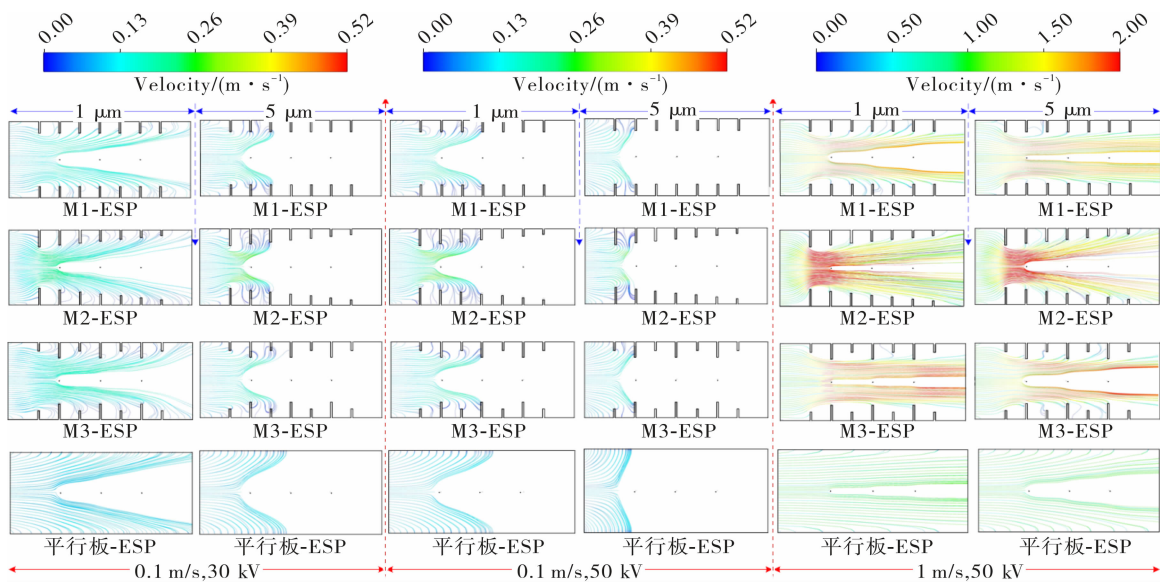 0.00 0.13 0.26 0.39 0.52 0.00 0.13 0.26 0.39 0.52 0.00 0.50 1.00 1.50 2.00
Velocity/(m · s⁻¹) Velocity/(m · s⁻¹) Velocity/(m · s⁻¹)
1 μm 5 μm 1 μm 5 μm 1 μm 5 μm
M1-ESP M1-ESP M1-ESP M1-ESP M1-ESP M1-ESP
M2-ESP M2-ESP M2-ESP M2-ESP M2-ESP M2-ESP
M3-ESP M3-ESP M3-ESP M3-ESP M3-ESP M3-ESP
平行板-ESP 平行板-ESP 平行板-ESP 平行板-ESP 平行板-ESP 平行板-ESP
0.1 m/s,30 kV 0.1 m/s,50 kV 1 m/s,50 kV